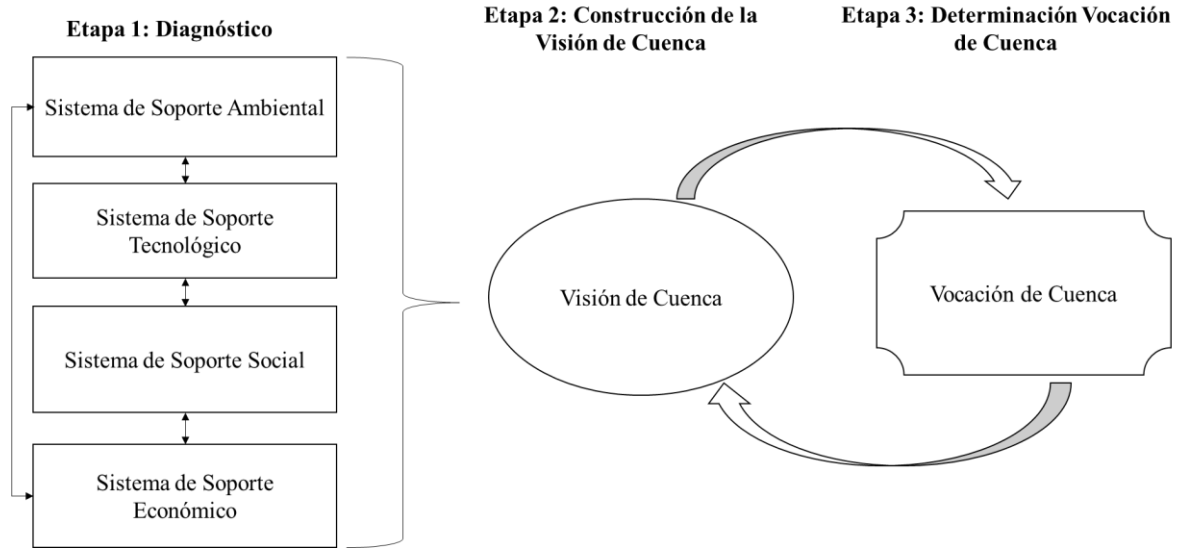 Etapa 1: Diagnóstico
Sistema de Soporte Ambiental
Sistema de Soporte
Tecnológico
Sistema de Soporte Social
Sistema de Soporte
Económico
Etapa 2: Construcción de la
Visión de Cuenca
Visión de Cuenca
Etapa 3: Determinación Vocación
de Cuenca
Vocación de Cuenca